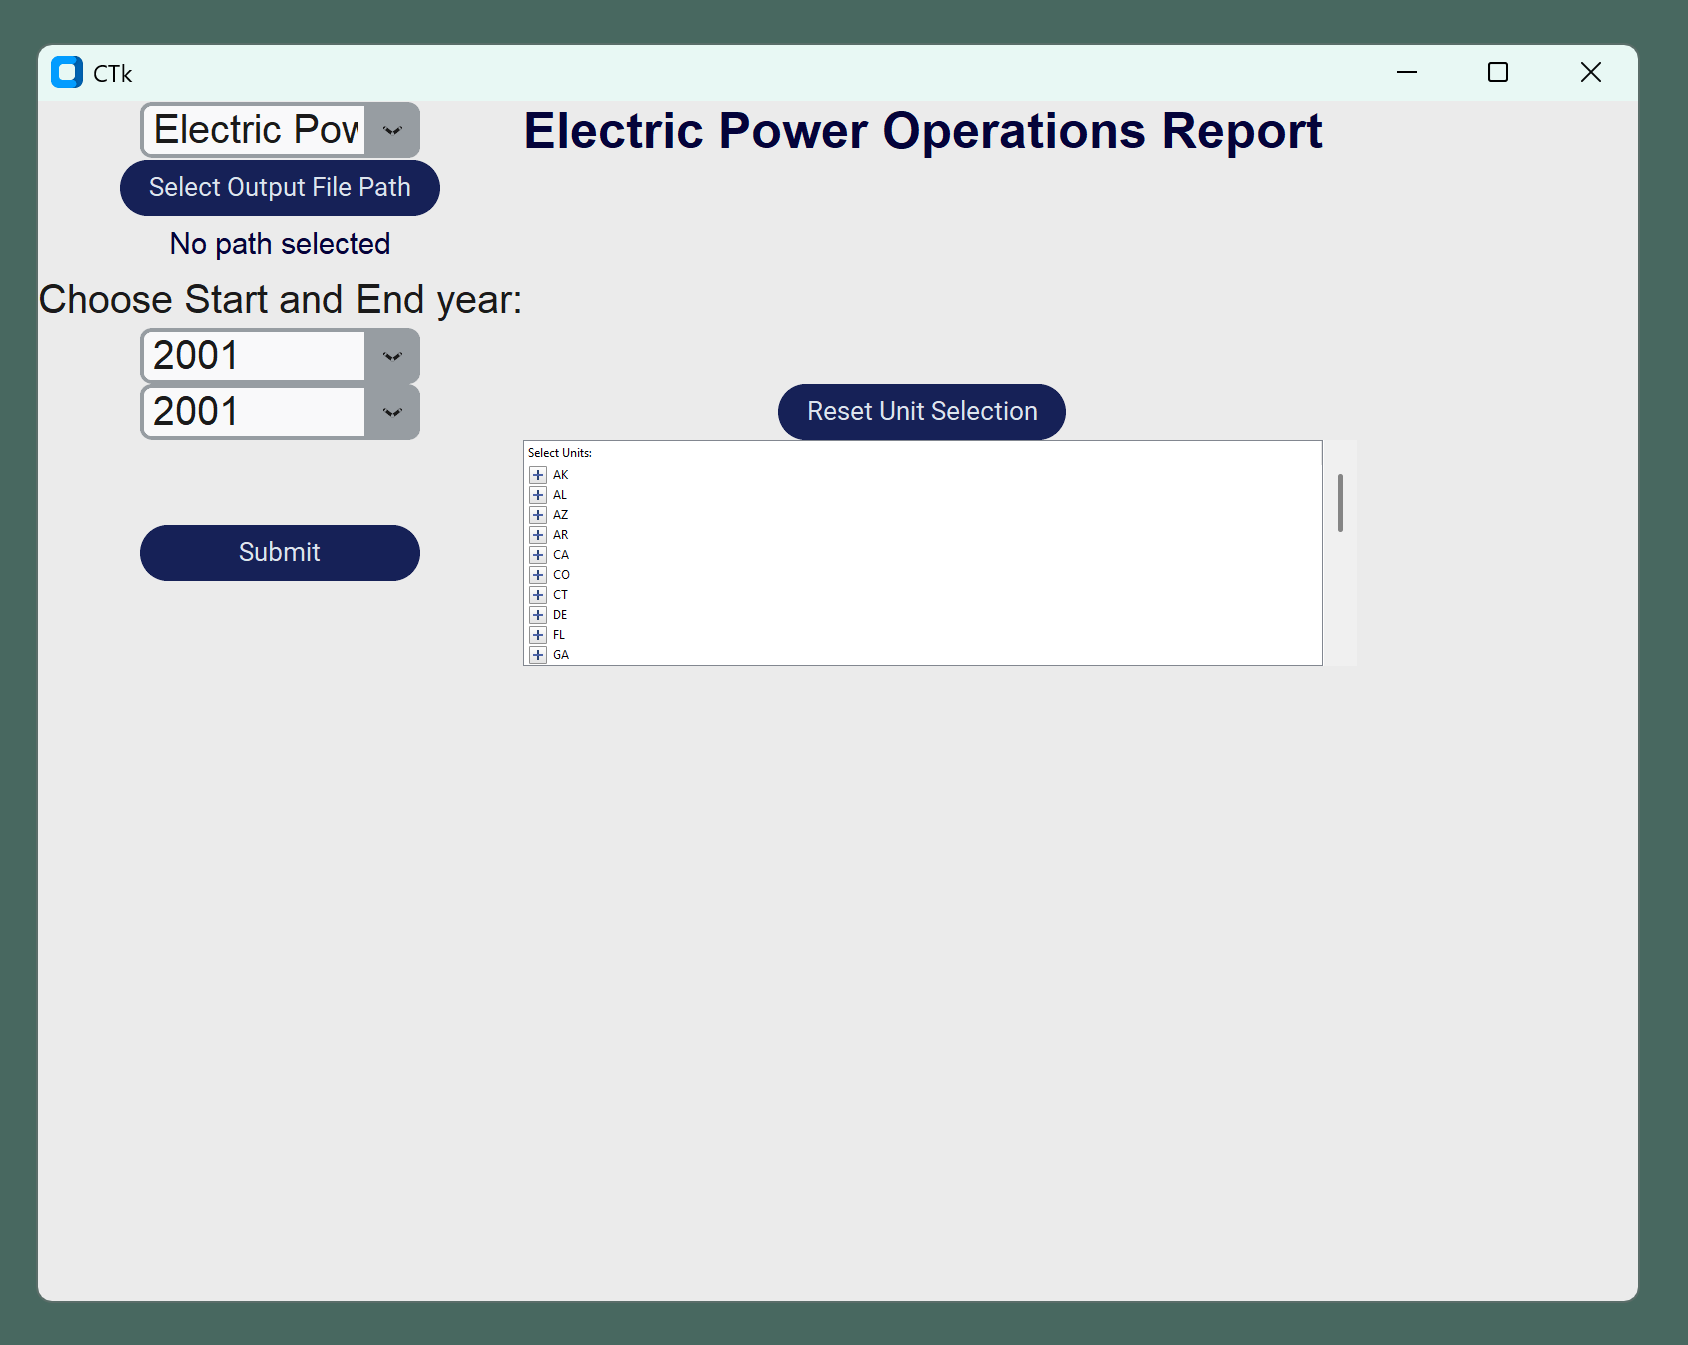 CTk
Electric Pow
Electric Power Operations Report
Select Output File Path
No path selected
Choose Start and End year:
2001
2001
Reset Unit Selection
Select Units:
AK
AL
AZ
AR
CA
CO
CT
DE
FL
GA
Submit